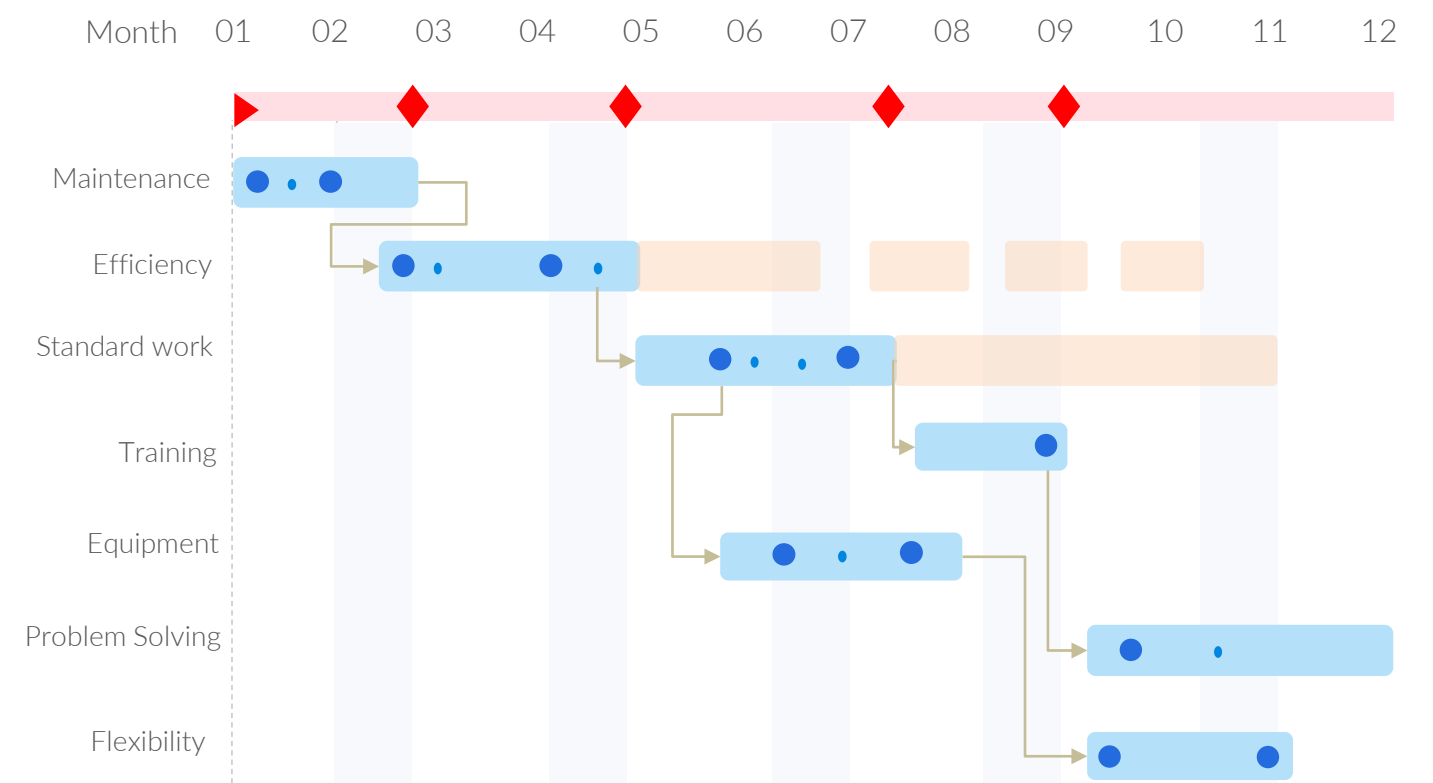 Month 01 02 03 04 05 06 07 08 09 10 11 12
Maintenance
Efficiency
Standard work
Training
Equipment
Problem Solving
Flexibility